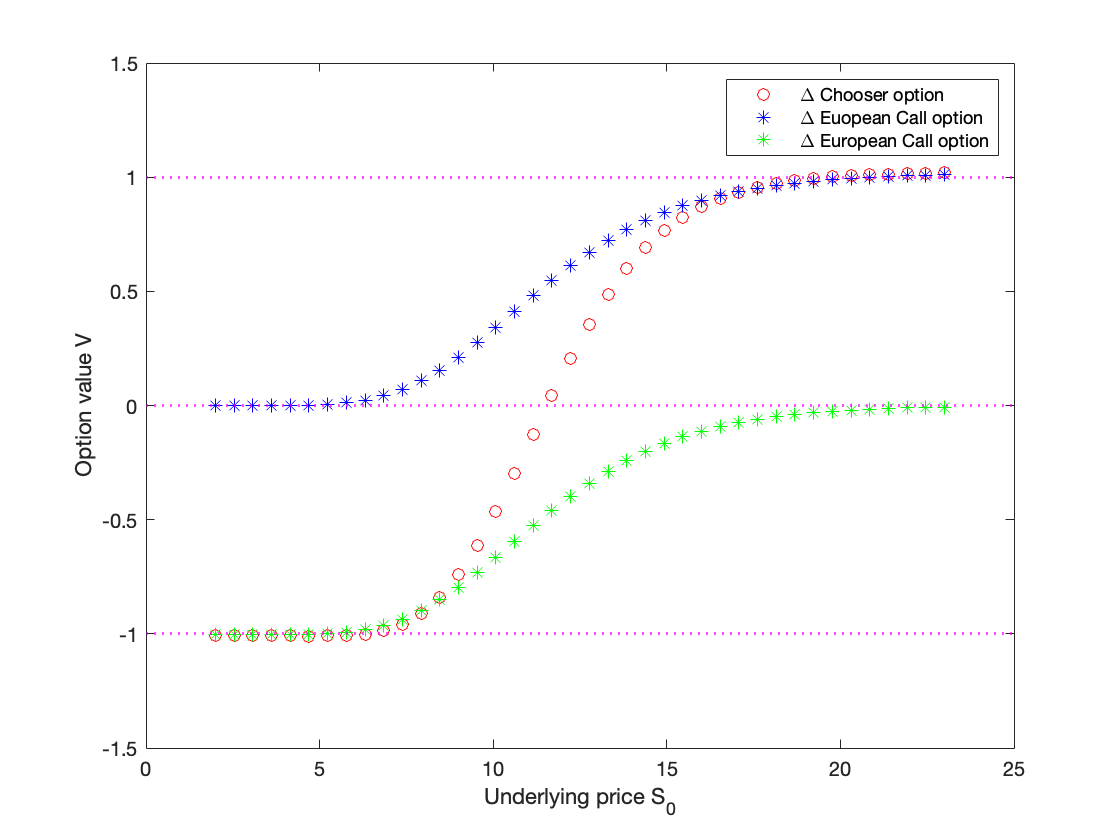 1.5
Δ Chooser option
Δ Euopean Call option
Δ European Call option
1
0.5
0
-0.5
-1
-1.5
Option value V
0 5 10 15 20 25
Underlying price S₀